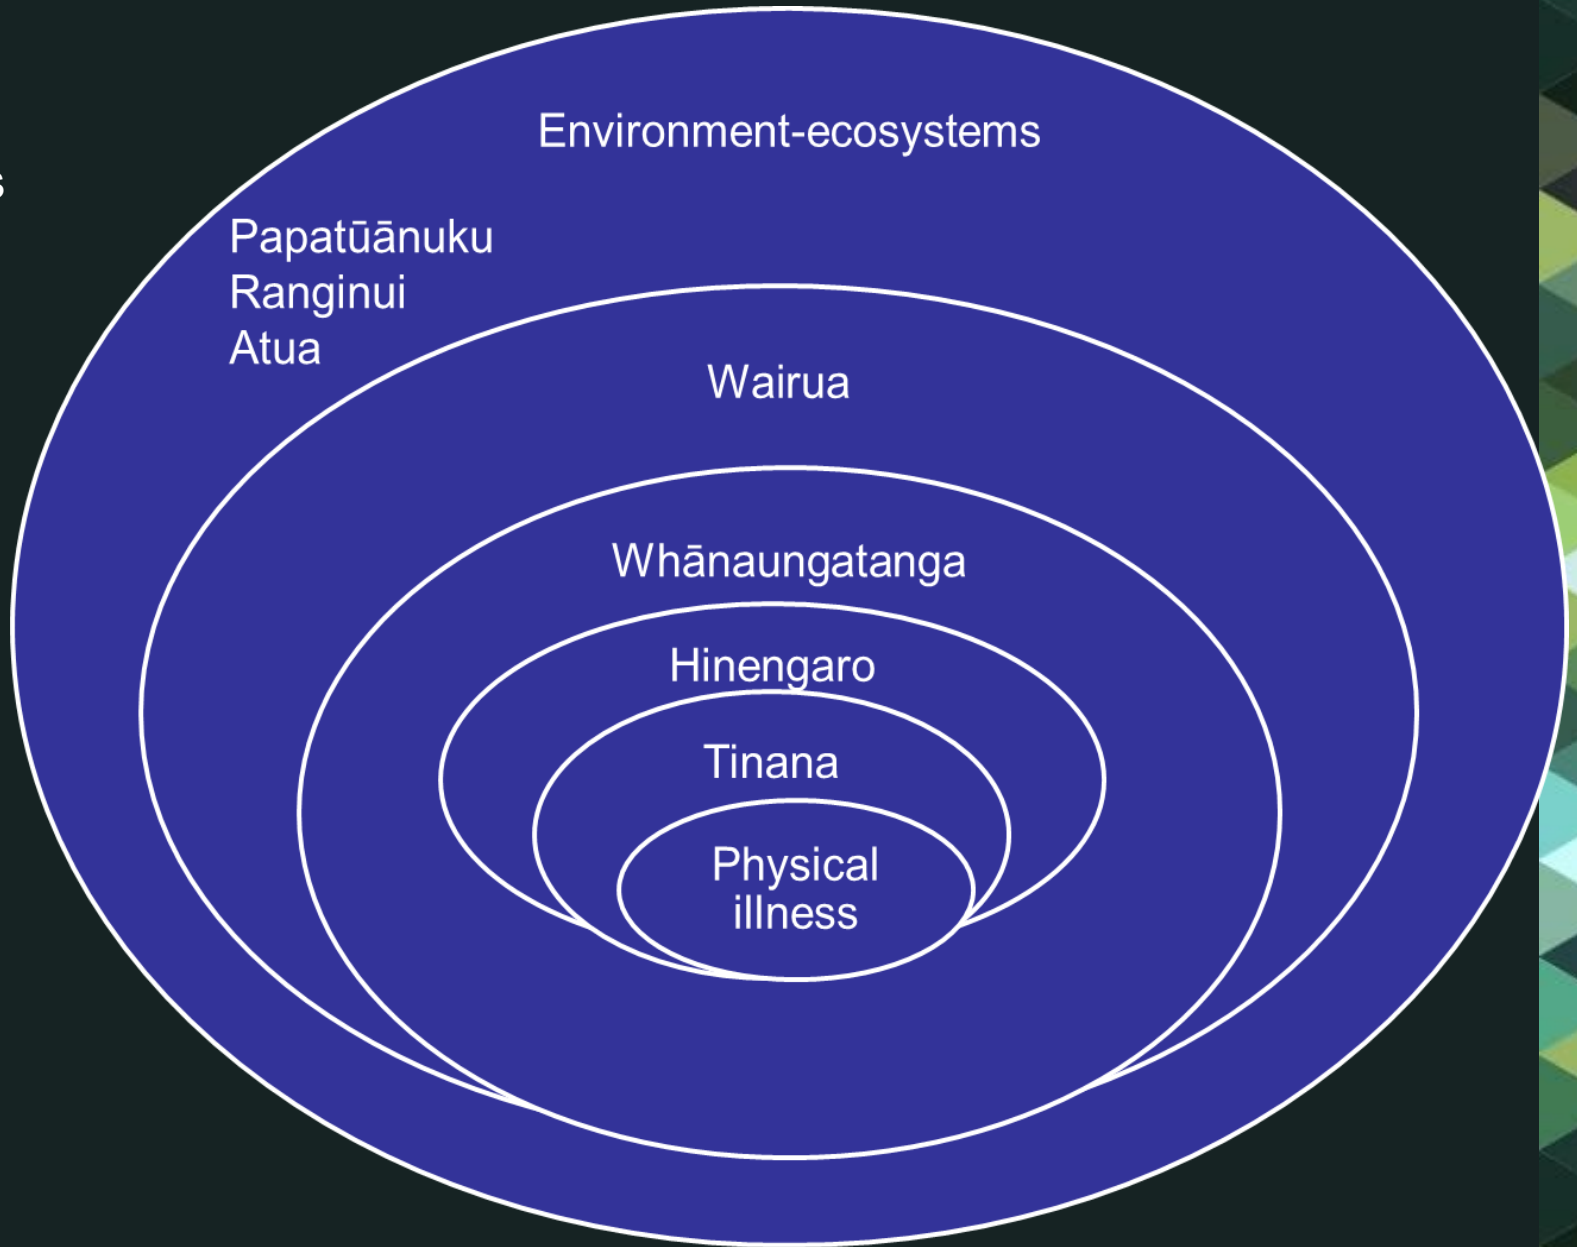 Environment-ecosystems
s
Papatūānuku
Ranginui
Atua
Wairua
Whānaungatanga
Hinengaro
Tinana
Physical
illness